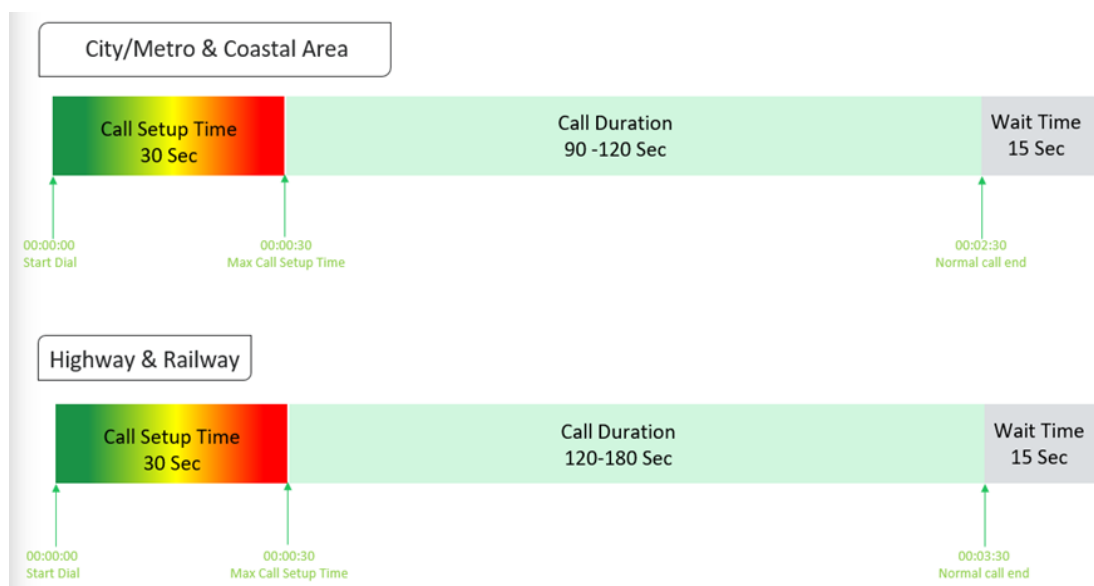 City/Metro & Coastal Area
Call Setup Time
30 Sec
Call Duration
90 -120 Sec
Wait Time
15 Sec
00:00:00
Start Dial
00:00:30
Max Call Setup Time
00:02:30
Normal call end
Highway & Railway
Call Setup Time
30 Sec
Call Duration
120-180 Sec
Wait Time
15 Sec
00:00:00
Start Dial
00:00:30
Max Call Setup Time
00:03:30
Normal call end